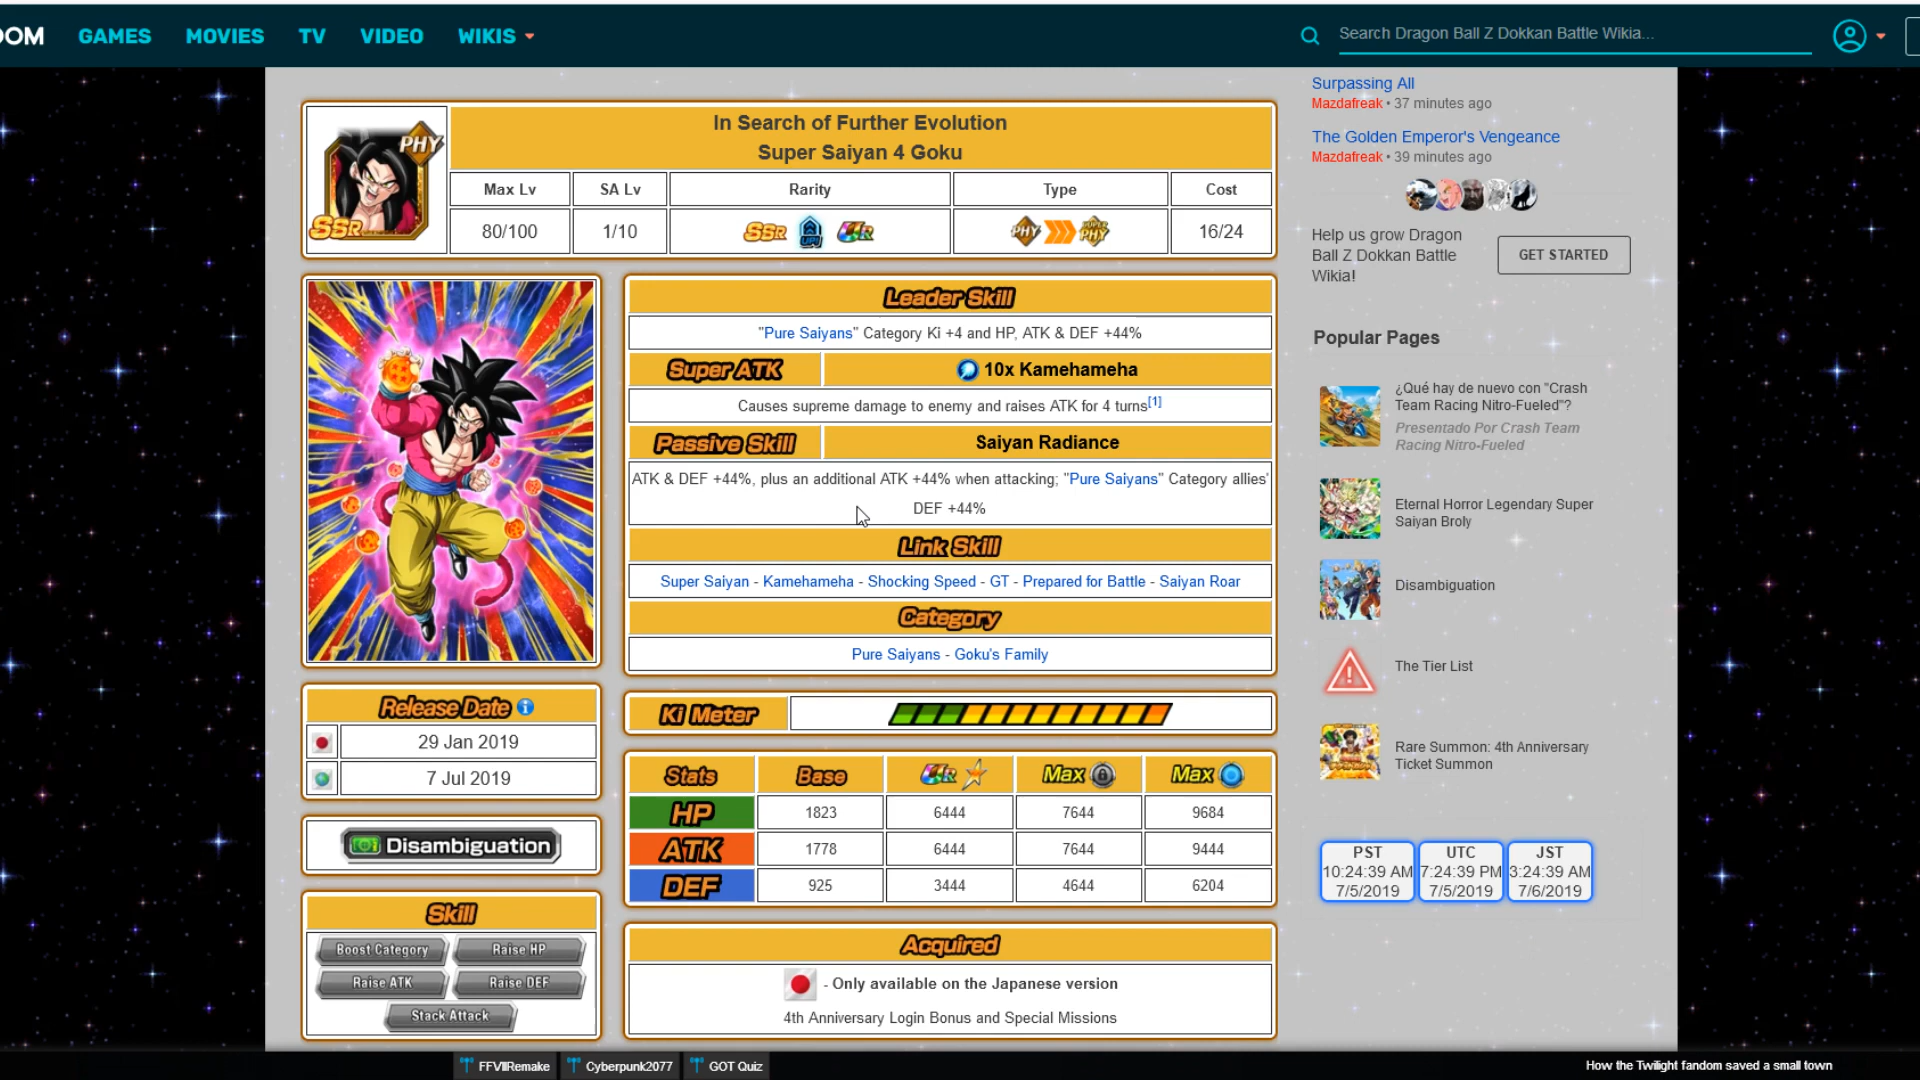 OOM
GAMES
MOVIES
TV
VIDEO
WIKIS
Search Dragon Ball Z Dokkan Battle Wikia...
PHY
SSR
In Search of Further Evolution
Super Saiyan 4 Goku
Max Lv
SA Lv
Rarity
Type
Cost
80/100
1/10
SSR UP! UR
PHY SUPER PHY
16/24
Leader Skill
"Pure Saiyans" Category Ki +4 and HP, ATK & DEF +44%
Super ATK
10x Kamehameha
Causes supreme damage to enemy and raises ATK for 4 turns[1]
Passive Skill
Saiyan Radiance
ATK & DEF +44%, plus an additional ATK +44% when attacking; "Pure Saiyans" Category allies'
DEF +44%
Link Skill
Super Saiyan - Kamehameha - Shocking Speed - GT - Prepared for Battle - Saiyan Roar
Category
Pure Saiyans - Goku's Family
Release Date
29 Jan 2019
7 Jul 2019
Disambiguation
Skill
Boost Category
Raise HP
Raise ATK
Raise DEF
Stack Attack
Ki Meter
Stats
Base
UR
Max
Max
HP
1823
6444
7644
9684
ATK
1778
6444
7644
9444
DEF
925
3444
4644
6204
Acquired
- Only available on the Japanese version
4th Anniversary Login Bonus and Special Missions
Surpassing All
Mazdafreak • 37 minutes ago
The Golden Emperor's Vengeance
Mazdafreak • 39 minutes ago
Help us grow Dragon
Ball Z Dokkan Battle
Wikia!
GET STARTED
Popular Pages
¿Qué hay de nuevo con "Crash
Team Racing Nitro-Fueled"?
Presentado Por Crash Team
Racing Nitro-Fueled
Eternal Horror Legendary Super
Saiyan Broly
Disambiguation
The Tier List
Rare Summon: 4th Anniversary
Ticket Summon
PST
10:24:39 AM
7/5/2019
UTC
7:24:39 PM
7/5/2019
JST
3:24:39 AM
7/6/2019
FFVIIRemake
Cyberpunk2077
GOT Quiz
How the Twilight fandom saved a small town